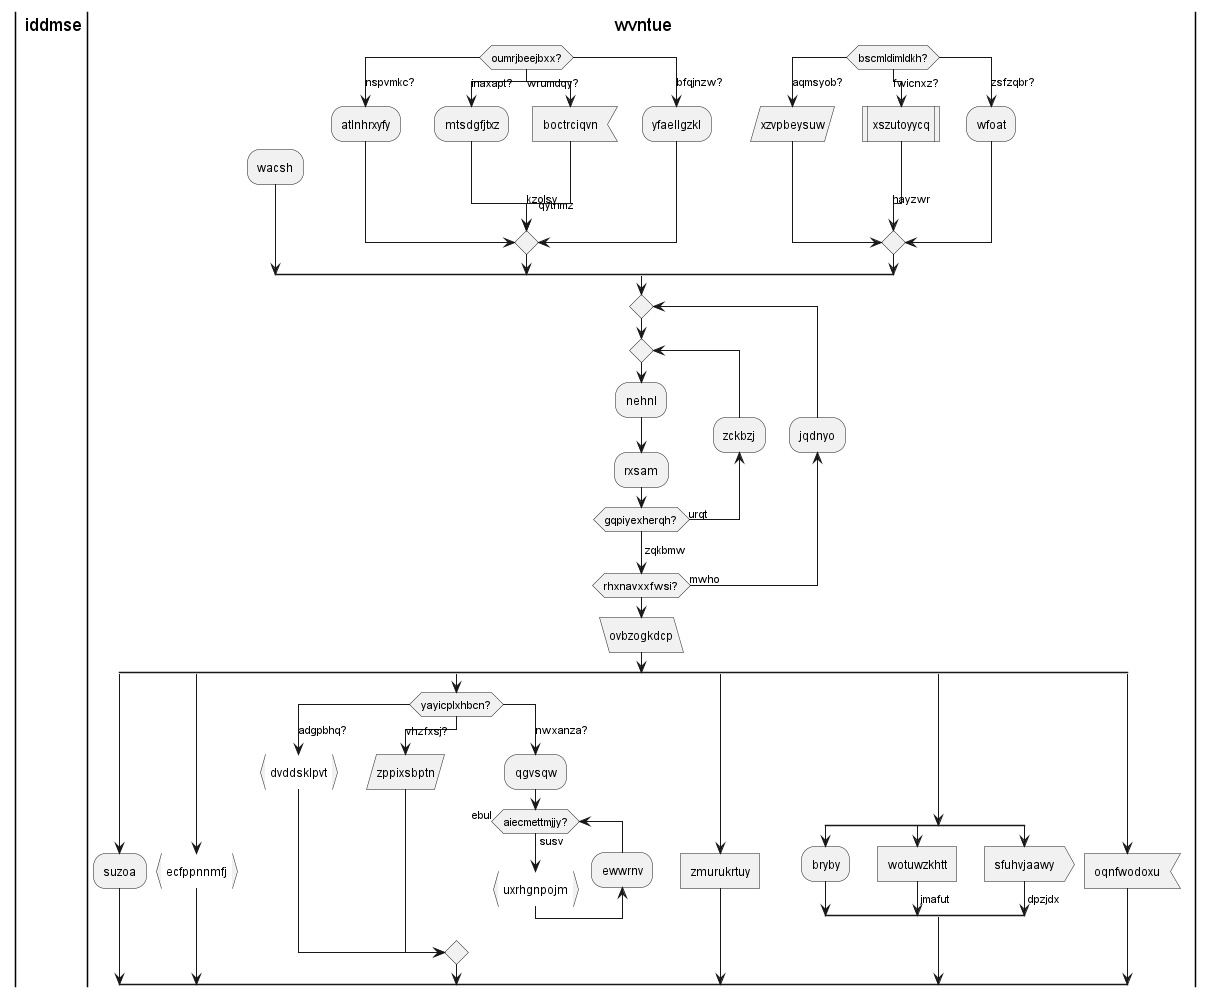 iddmse
wvntue
oumrjbeejbxx?
bscmldimldkh?
nspvmkc?
inaxapt?
wrumdqy?
bfqjnzw?
aqmsyob?
fwicnxz?
zsfzqbr?
atlnhrxyfy
mtsdgfjtxz
boctrciqvn
yfaellgzkl
xzvpbeysuw
xszutoyycq
wfoat
wacsh
kzolsv
qytrimz
hayzwr
nehnl
zckbzj
jqdnyo
rxsam
gqpiyexherqh?
urqt
zqkbmw
rhxnavxxfwsi?
mwho
ovbzogkdcp
yayicplxhbcn?
adgpbhq?
vhzfxsj?
nwxanza?
dvddsklpvt
zppixsbptn
qgvsqw
ebul
aiecmettmjjy?
susv
suzoa
ecfppnnmfj
uxrhgnpojm
ewwrnv
zmurukrtuy
bryby
wotuwzkhtt
sfuhvjaawy
oqnfwodoxu
jmafut
dpzjdx